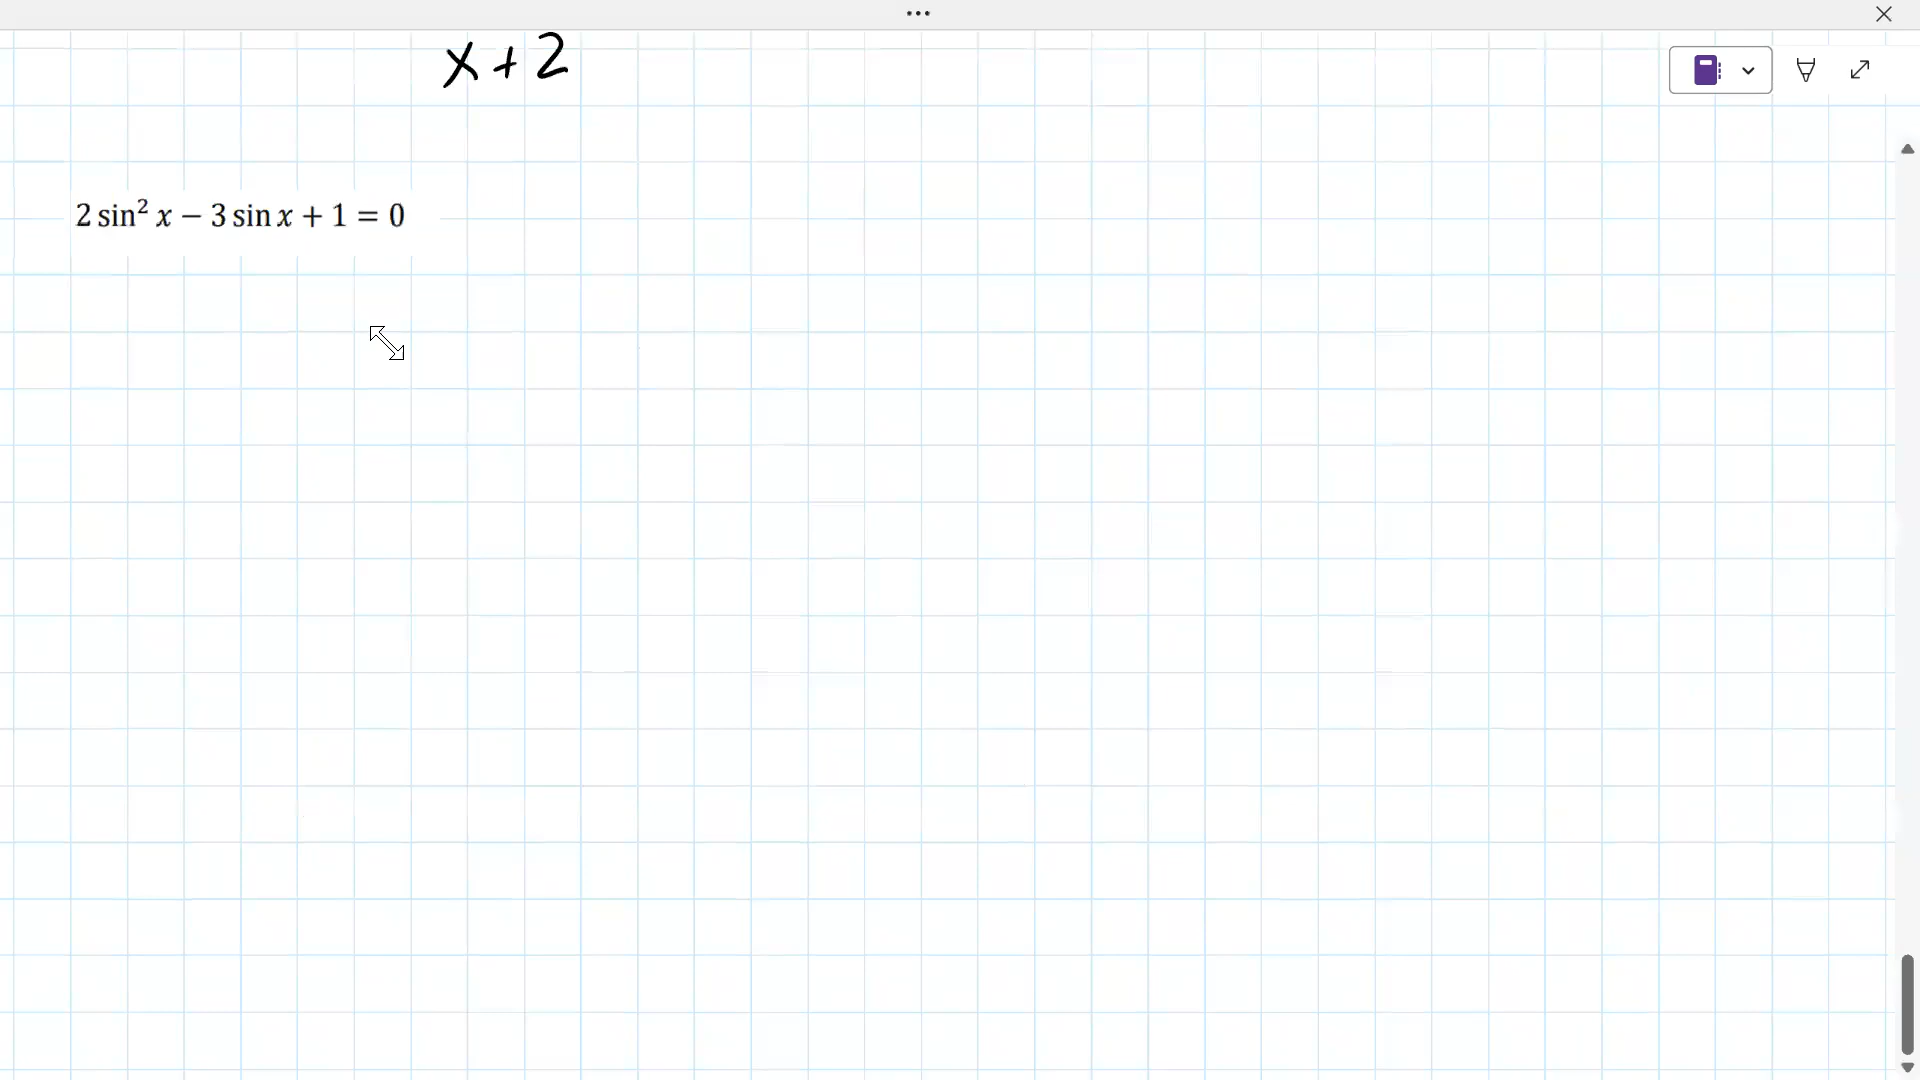 x + 2
2 sin² x − 3 sin x + 1 = 0